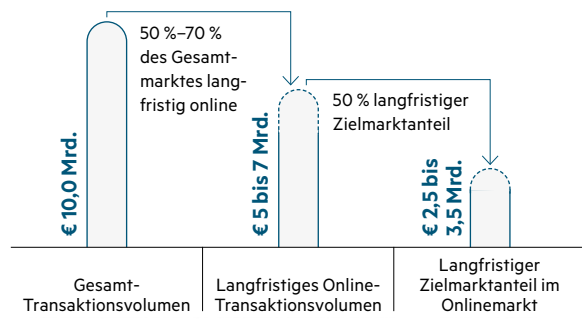 50 %–70 %
des Gesamt-
marktes lang-
fristig online
50 % langfristiger
Zielmarktanteil
€ 10,0 Mrd.
€ 5 bis 7 Mrd.
€ 2,5 bis
3,5 Mrd.
Gesamt-
Transaktionsvolumen
Langfristiges Online-
Transaktionsvolumen
Langfristiger
Zielmarktanteil im
Onlinemarkt